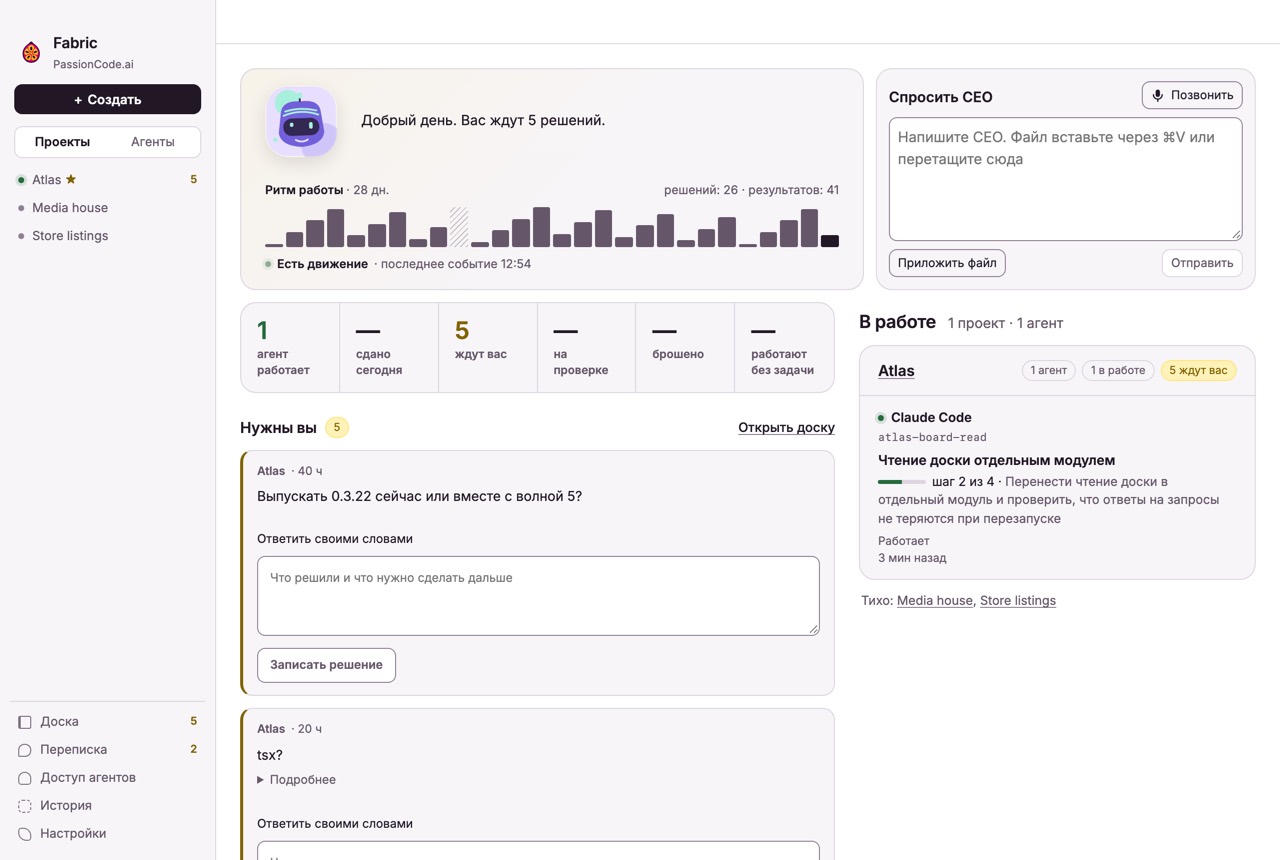 Fabric
PassionCode.ai
+ Создать
Проекты Агенты
Atlas 5
Media house
Store listings
Доска 5
Переписка 2
Доступ агентов
История
Настройки
Добрый день. Вас ждут 5 решений.
Ритм работы · 28 дн. решений: 26 · результатов: 41
Есть движение · последнее событие 12:54
Спросить CEO Позвонить
Напишите CEO. Файл вставьте через ⌘V или
перетащите сюда
Приложить файл Отправить
1 — 5 — — —
агент сдано ждут вас на брошено работают
работает сегодня проверке без задачи
Нужны вы 5 Открыть доску
Atlas · 40 ч
Выпускать 0.3.22 сейчас или вместе с волной 5?
Ответить своими словами
Что решили и что нужно сделать дальше
Записать решение
Atlas · 20 ч
tsx?
Подробнее
Ответить своими словами
В работе 1 проект · 1 агент
Atlas 1 агент 1 в работе 5 ждут вас
Claude Code
atlas-board-read
Чтение доски отдельным модулем
шаг 2 из 4 · Перенести чтение доски в
отдельный модуль и проверить, что ответы на запросы
не теряются при перезапуске
Работает
3 мин назад
Тихо: Media house, Store listings